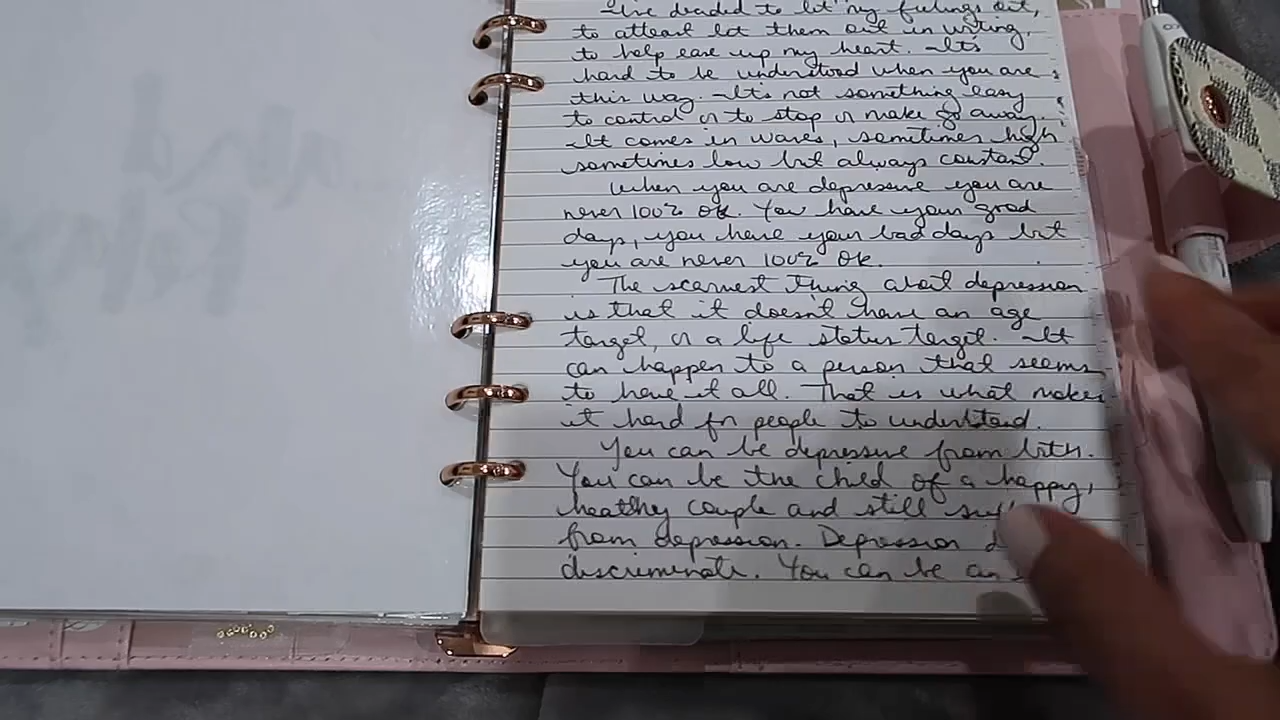 I've decided to let my feelings out,
to atleast let them out in writing,
to help ease up my heart. It's
hard to be understood when you are
this way. It's not something easy
to control or to stop or make go away.
It comes in waves, sometimes high
sometimes low but always constant.
When you are depressive you are
never 100% ok. You have your good
days, you have your bad days but
you are never 100% ok.
The scarriest thing about depression
is that it doesn't have an age
target, or a life status target. It
can happen to a person that seems
to have it all. That is what makes
it hard for people to understand.
You can be depressive from birth.
You can be the child of a happy,
healthy couple and still
from depression. Depression
discriminate. You can be an